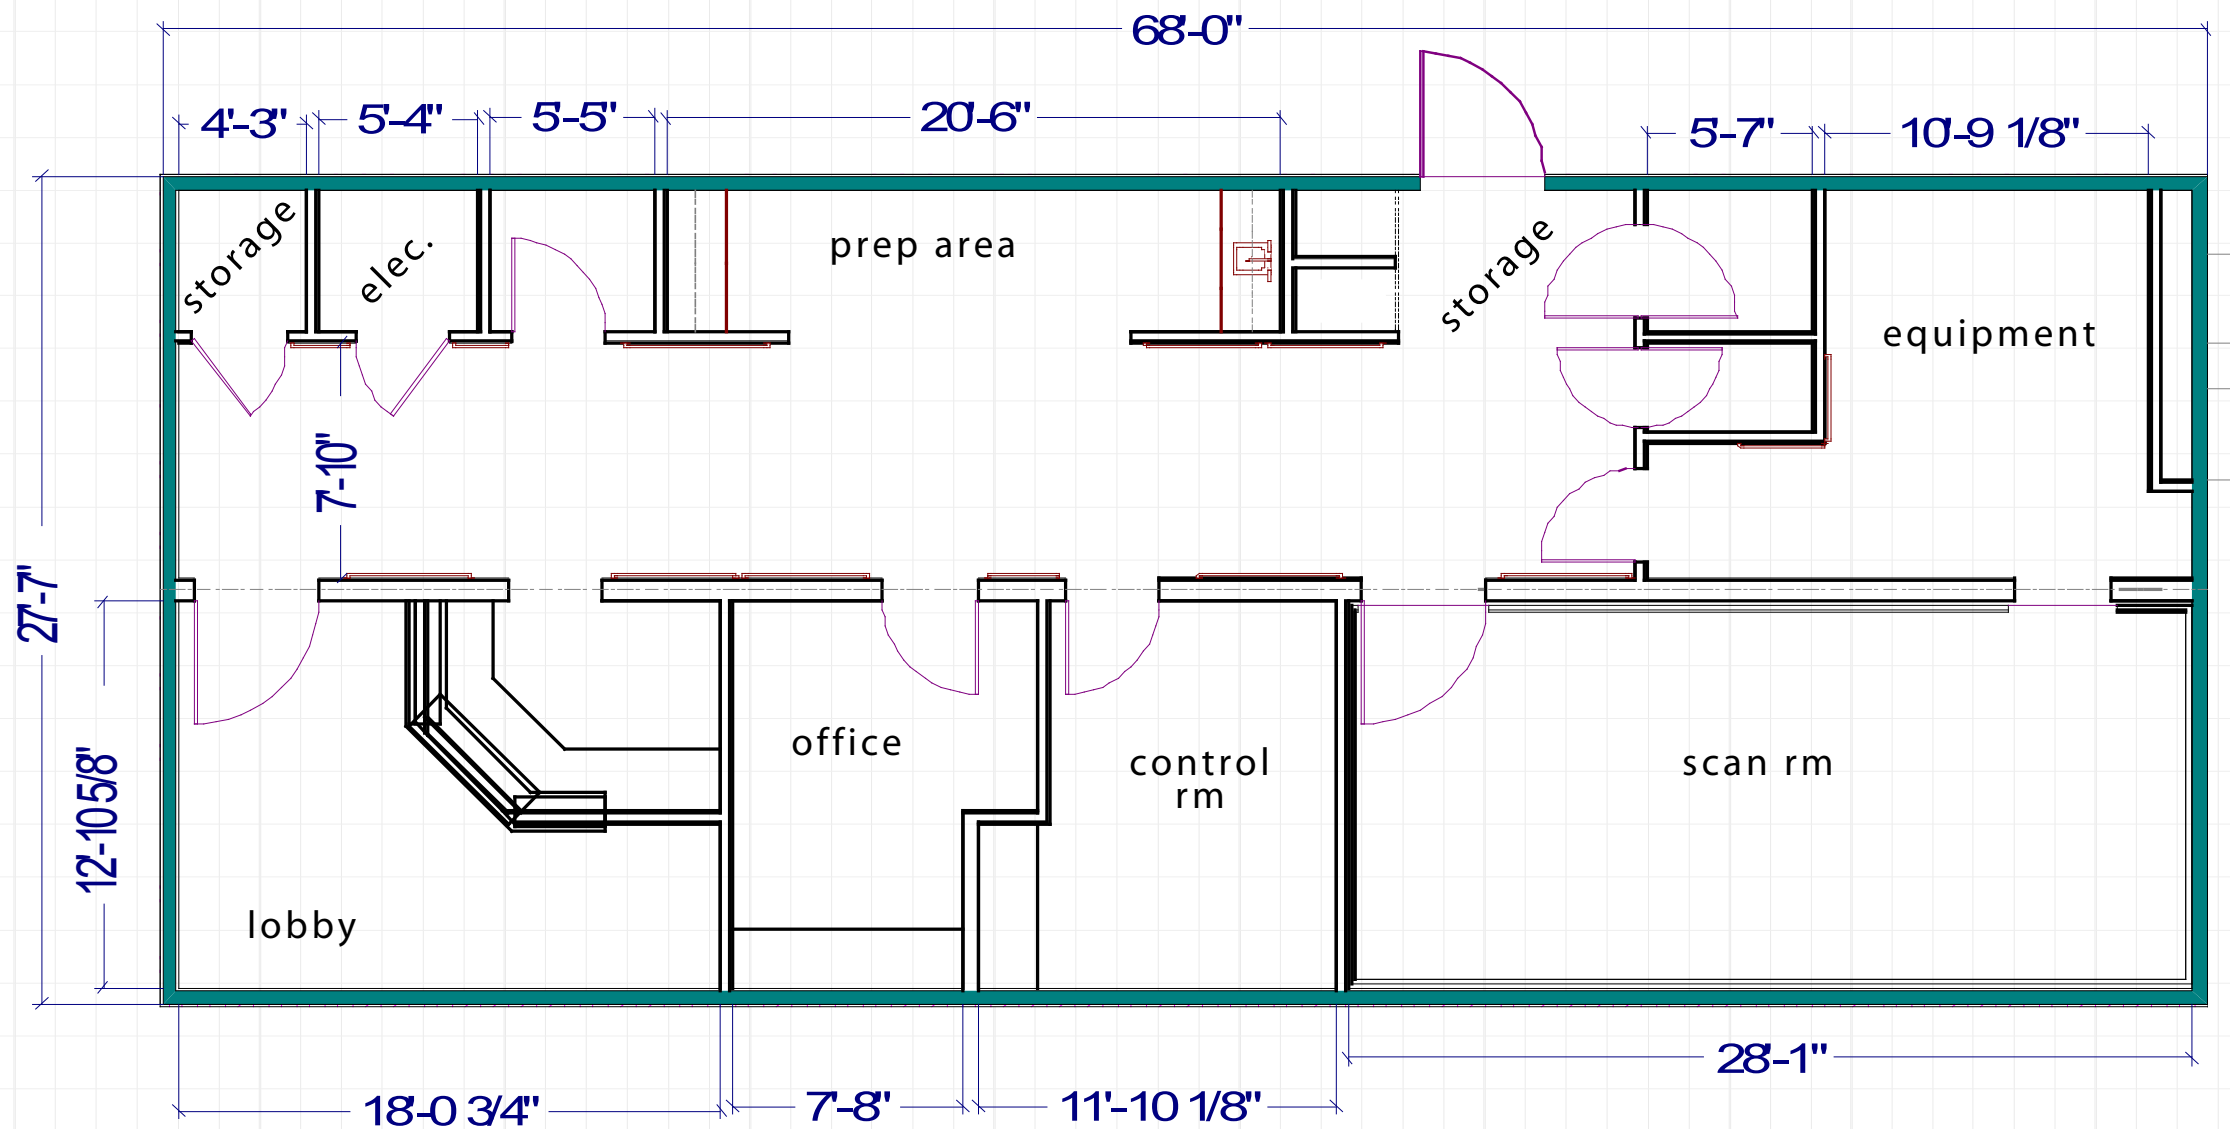 68'-0"
4'-3"
5'-4"
5'-5"
20'-6"
5'-7"
10'-9 1/8"
storage
elec.
prep area
storage
equipment
7'-10"
27'-7"
12'-10 5/8"
office
control
rm
scan rm
lobby
28'-1"
18'-0 3/4"
7'-8"
11'-10 1/8"